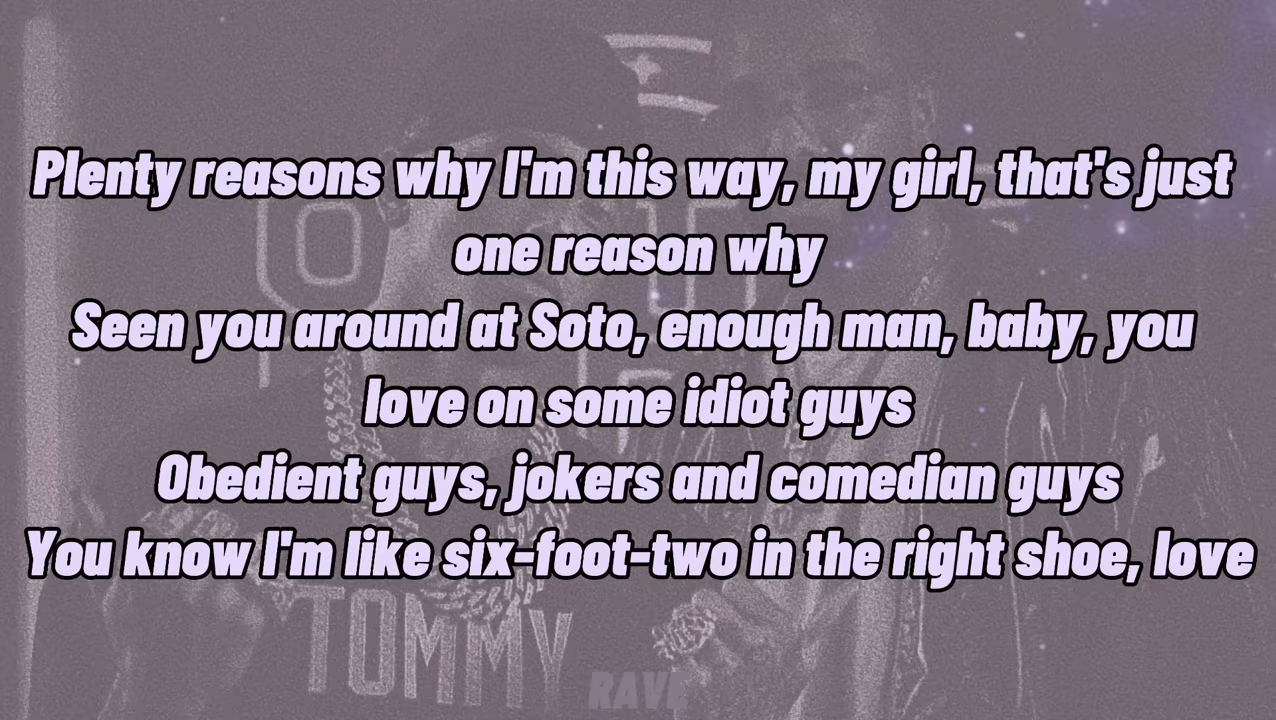 Plenty reasons why I'm this way, my girl, that's just
one reason why
Seen you around at Soto, enough man, baby, you
love on some idiot guys
Obedient guys, jokers and comedian guys
You know I'm like six-foot-two in the right shoe, love
TOMMY
RAVE